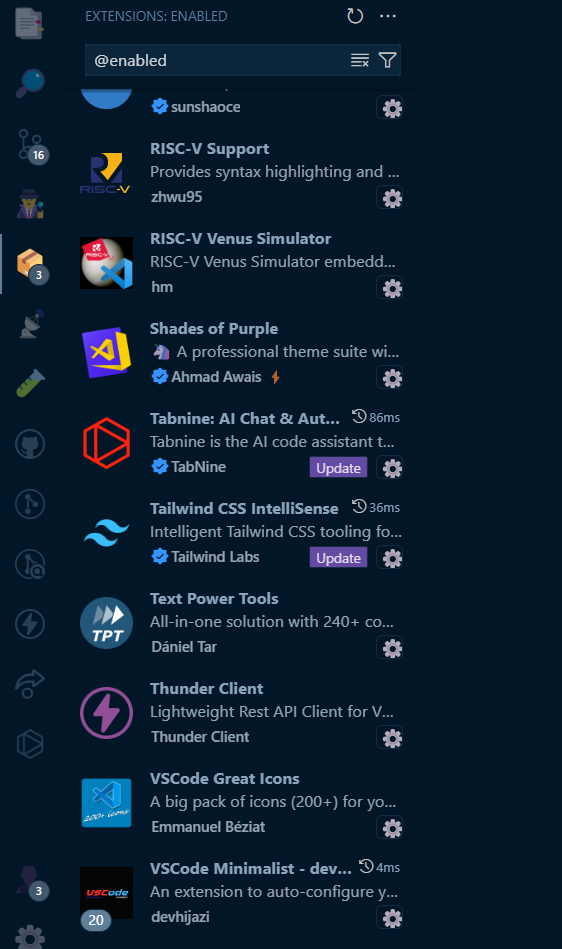 EXTENSIONS: ENABLED
@enabled
sunshaoce
16
RISC-V Support
Provides syntax highlighting and ...
zhwu95
RISC-V
RISC-V Venus Simulator
RISC-V Venus Simulator embedd...
hm
3
Shades of Purple
🦄 A professional theme suite wi...
Ahmad Awais
Tabnine: AI Chat & Aut... 86ms
Tabnine is the AI code assistant t...
TabNine Update
Tailwind CSS IntelliSense 36ms
Intelligent Tailwind CSS tooling fo...
Tailwind Labs Update
Text Power Tools
All-in-one solution with 240+ co...
TPT
Dániel Tar
Thunder Client
Lightweight Rest API Client for V...
Thunder Client
VSCode Great Icons
A big pack of icons (200+) for yo...
200+ icons
Emmanuel Béziat
VSCode Minimalist - dev... 4ms
An extension to auto-configure y...
VSCode
3
20
devhijazi